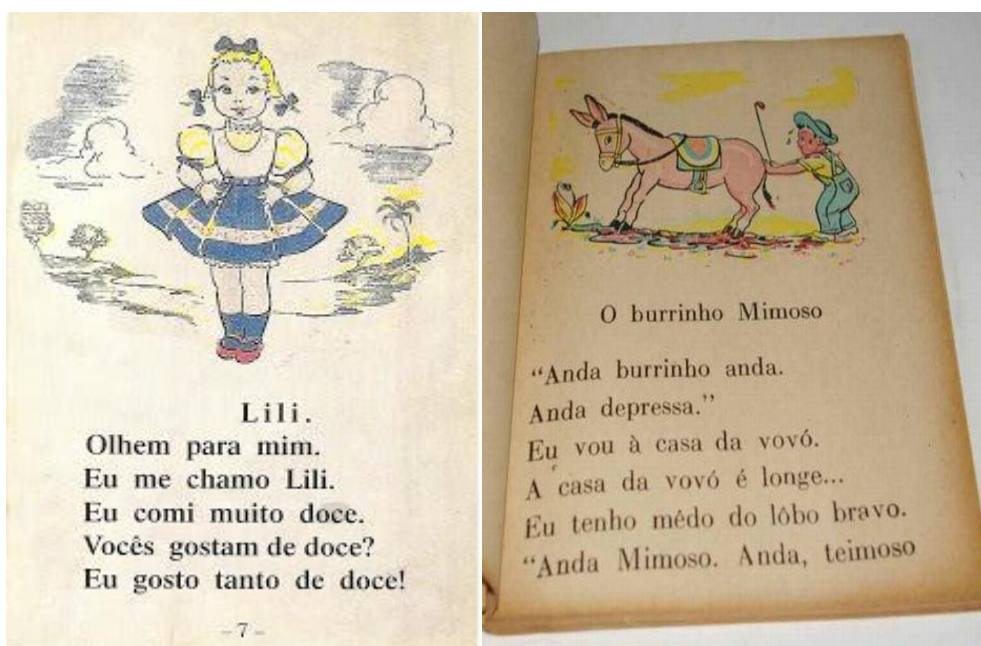 Lili.
Olhem para mim.
Eu me chamo Lili.
Eu comi muito doce.
Vocês gostam de doce?
Eu gosto tanto de doce!
- 7 -
O burrinho Mimoso
“Anda burrinho anda.
Anda depressa.”
Eu vou à casa da vovó.
A casa da vovó é longe...
Eu tenho mêdo do lôbo bravo.
“Anda Mimoso. Anda, teimoso